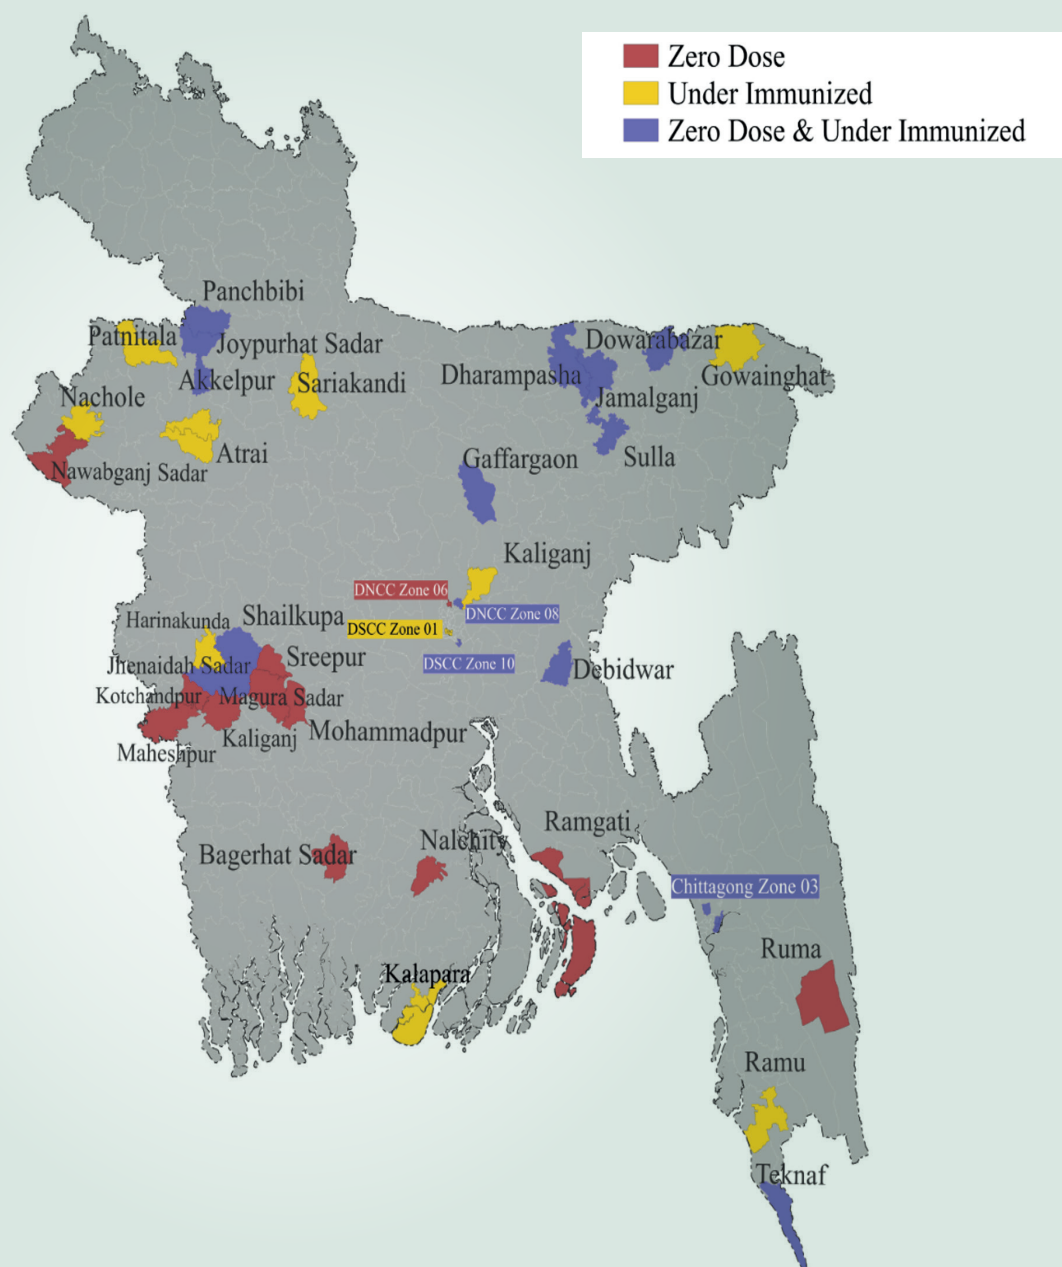 Zero Dose
Under Immunized
Zero Dose & Under Immunized
Panchbibi
Patnitala
Joypurhat Sadar
Dowarabazar
Akkelpur
Sariakandi
Dharampasha
Gowainghat
Nachole
Jamalganj
Atrai
Nawabganj Sadar
Gaffargaon
Sulla
Kaliganj
DNCC Zone 06
DNCC Zone 08
DSCC Zone 01
DSCC Zone 10
Harinakunda
Shailkupa
Jhenaidah Sadar
Sreepur
Debidwar
Kotchandpur
Magura Sadar
Maheshpur
Kaliganj
Mohammadpur
Ramgati
Bagerhat Sadar
Nalchity
Chittagong Zone 03
Ruma
Kalapara
Ramu
Teknaf